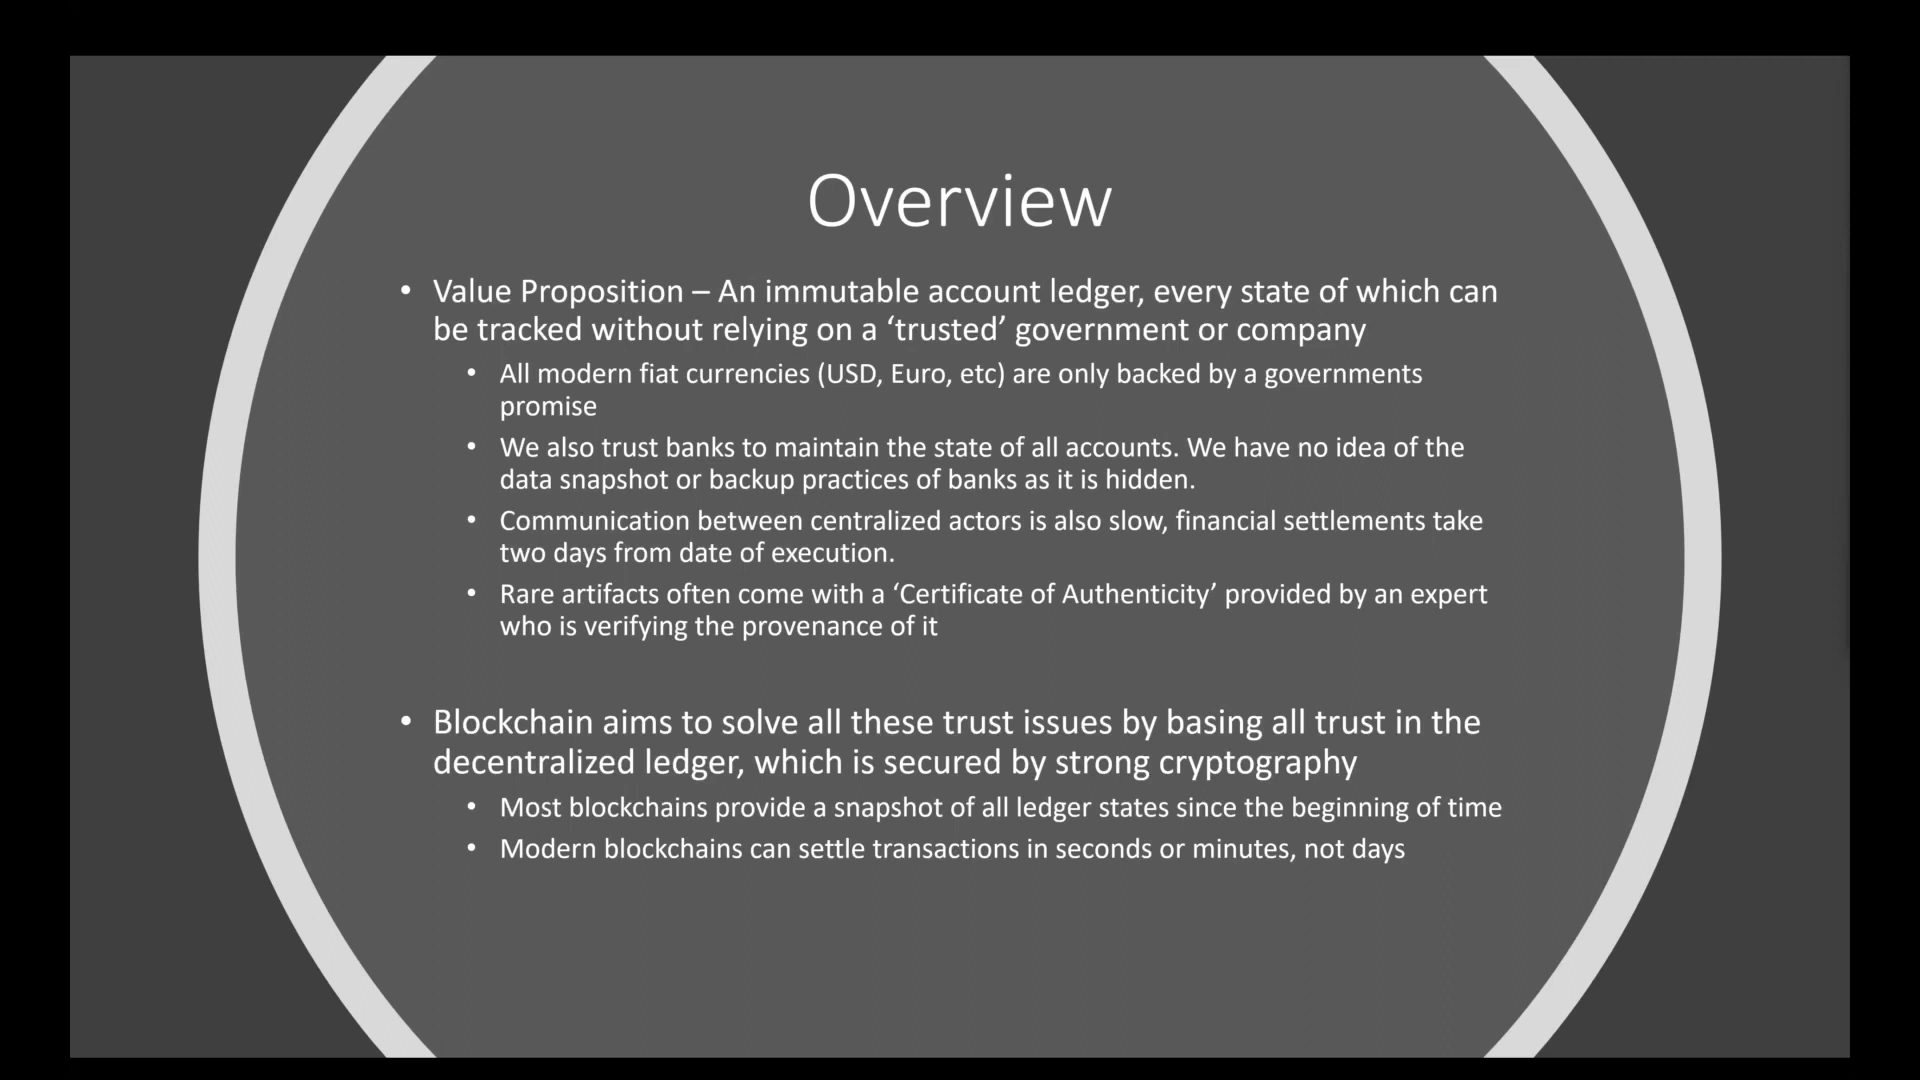 Overview
• Value Proposition – An immutable account ledger, every state of which can
be tracked without relying on a ‘trusted’ government or company
• All modern fiat currencies (USD, Euro, etc) are only backed by a governments
promise
• We also trust banks to maintain the state of all accounts. We have no idea of the
data snapshot or backup practices of banks as it is hidden.
• Communication between centralized actors is also slow, financial settlements take
two days from date of execution.
• Rare artifacts often come with a ‘Certificate of Authenticity’ provided by an expert
who is verifying the provenance of it
• Blockchain aims to solve all these trust issues by basing all trust in the
decentralized ledger, which is secured by strong cryptography
• Most blockchains provide a snapshot of all ledger states since the beginning of time
• Modern blockchains can settle transactions in seconds or minutes, not days